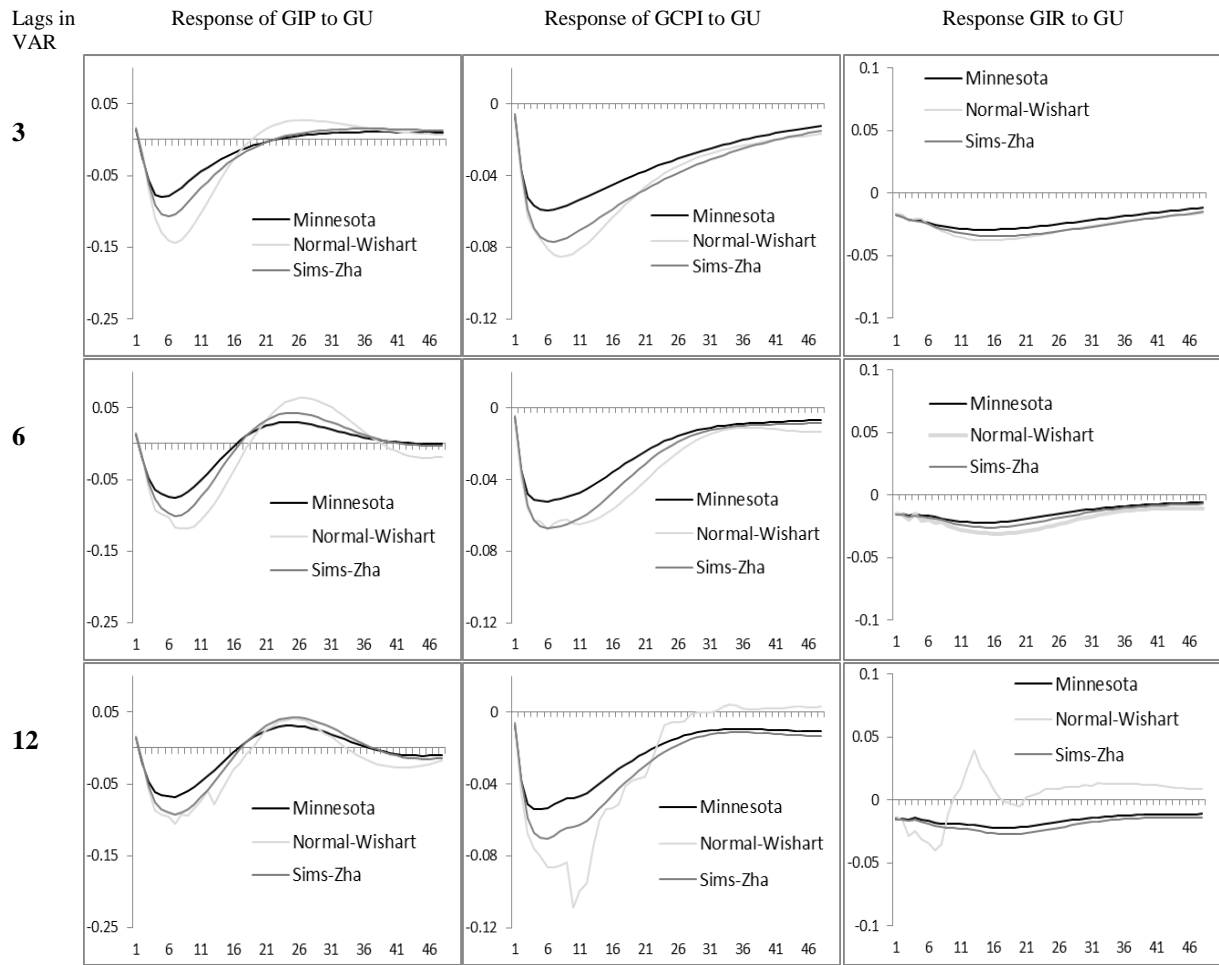 Lags in VAR
Response of GIP to GU
Response of GCPI to GU
Response GIR to GU
3
0.05
-0.05
-0.15
-0.25
Minnesota
Normal-Wishart
Sims-Zha
1 6 11 16 21 26 31 36 41 46
0
-0.04
-0.08
-0.12
Minnesota
Normal-Wishart
Sims-Zha
1 6 11 16 21 26 31 36 41 46
0.1
0.05
0
-0.05
-0.1
Minnesota
Normal-Wishart
Sims-Zha
1 6 11 16 21 26 31 36 41 46
6
0.05
-0.05
-0.15
-0.25
Minnesota
Normal-Wishart
Sims-Zha
1 6 11 16 21 26 31 36 41 46
0
-0.04
-0.08
-0.12
Minnesota
Normal-Wishart
Sims-Zha
1 6 11 16 21 26 31 36 41 46
0.1
0.05
0
-0.05
-0.1
Minnesota
Normal-Wishart
Sims-Zha
1 6 11 16 21 26 31 36 41 46
12
0.05
-0.05
-0.15
-0.25
Minnesota
Normal-Wishart
Sims-Zha
1 6 11 16 21 26 31 36 41 46
0
-0.04
-0.08
-0.12
Minnesota
Normal-Wishart
Sims-Zha
1 6 11 16 21 26 31 36 41 46
0.1
0.05
0
-0.05
-0.1
Minnesota
Normal-Wishart
Sims-Zha
1 6 11 16 21 26 31 36 41 46